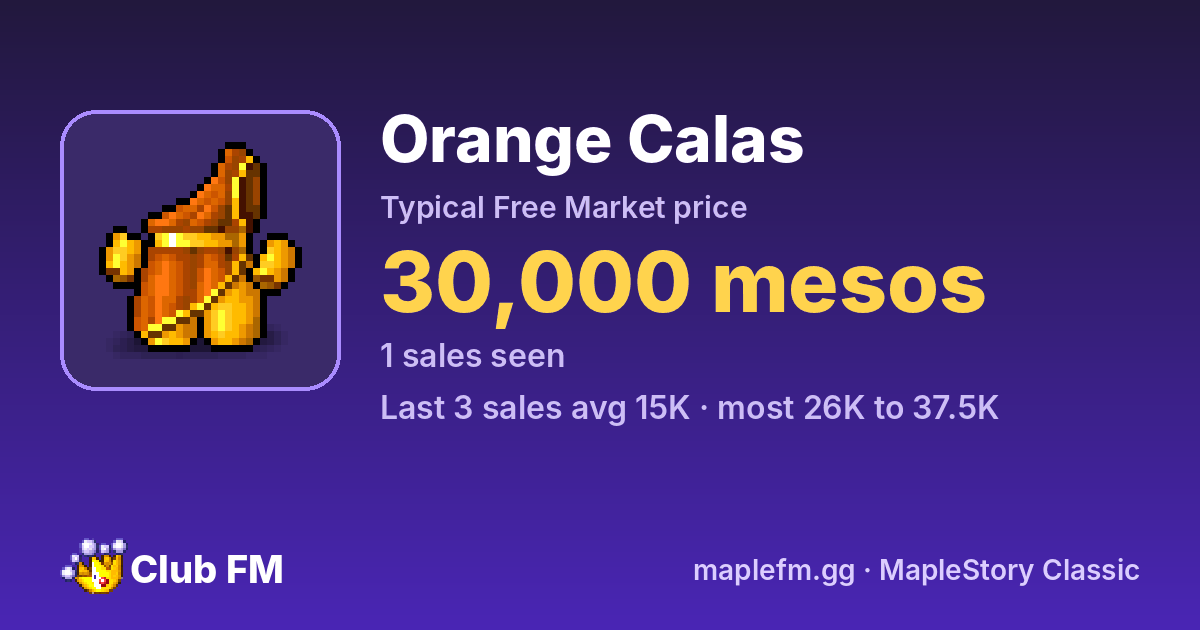 Orange Calas
Typical Free Market price
30,000 mesos
1 sales seen
Last 3 sales avg 15K · most 26K to 37.5K
Club FM
maplefm.gg · MapleStory Classic